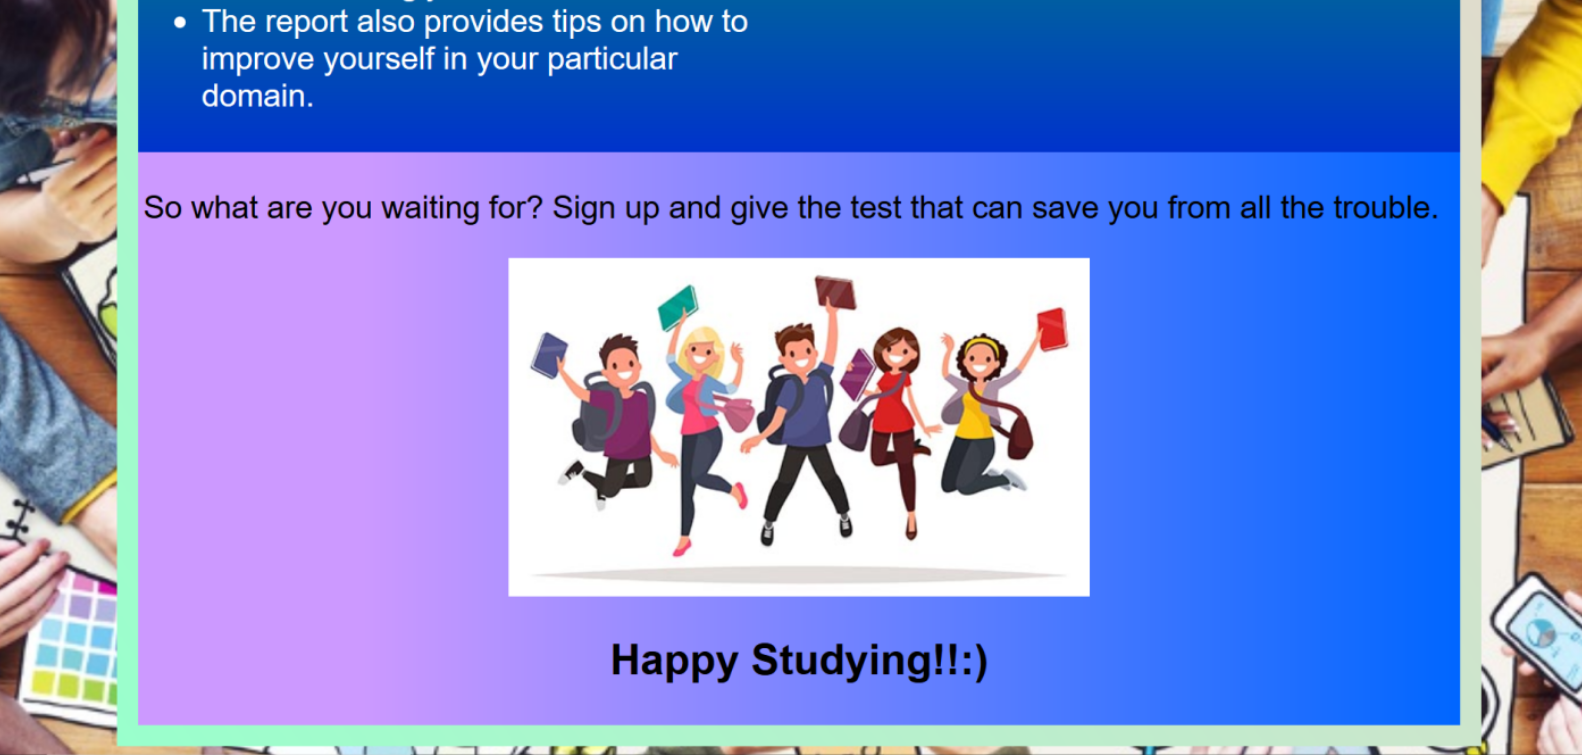 The report also provides tips on how to
improve yourself in your particular
domain.
So what are you waiting for? Sign up and give the test that can save you from all the trouble.
Happy Studying!!:)